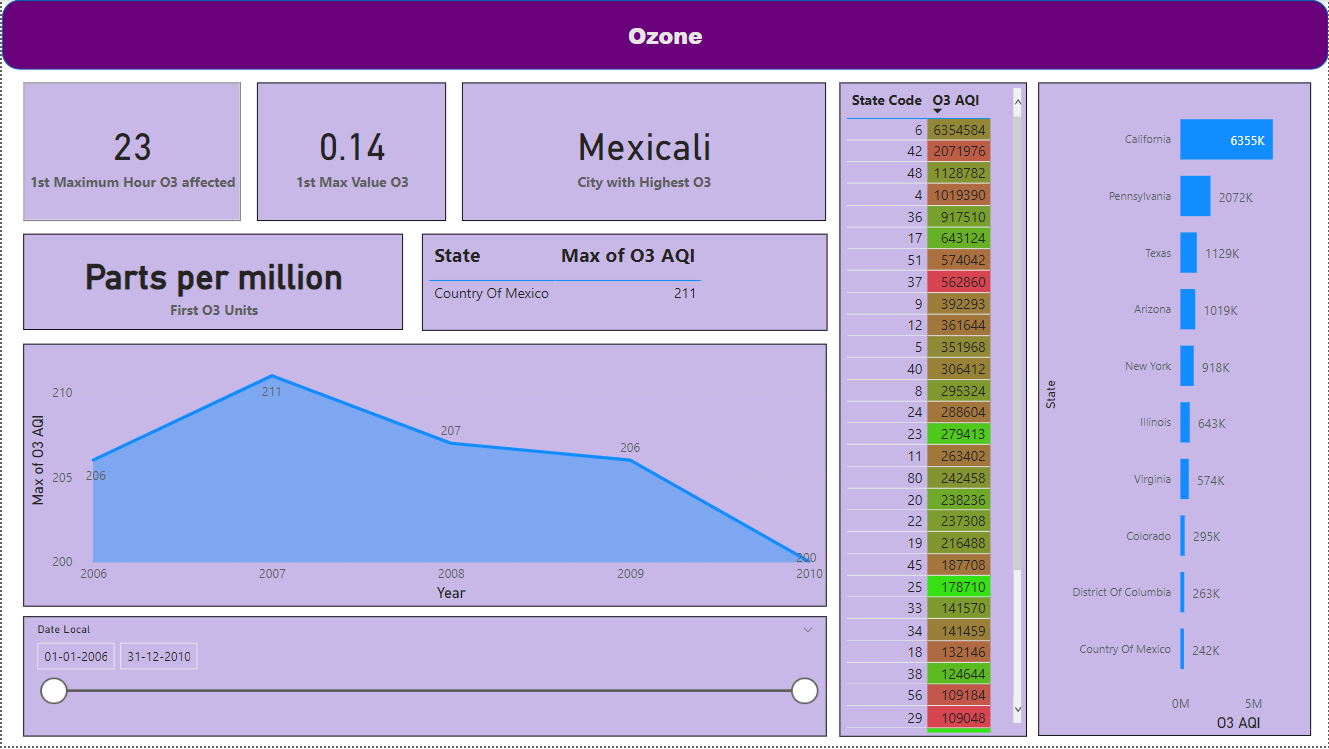 Ozone
23
1st Maximum Hour O3 affected
0.14
1st Max Value O3
Mexicali
City with Highest O3
Parts per million
First O3 Units
State Max of O3 AQI
Country Of Mexico 211
Max of O3 AQI
210
205
200
206
211
207
206
200
2006 2007 2008 2009 2010
Year
Date Local
01-01-2006 31-12-2010
State Code O3 AQI
6 6354584
42 2071976
48 1128782
4 1019390
36 917510
17 643124
51 574042
37 562860
9 392293
12 361644
5 351968
40 306412
8 295324
24 288604
23 279413
11 263402
80 242458
20 238236
22 237308
19 216488
45 187708
25 178710
33 141570
34 141459
18 132146
38 124644
56 109184
29 109048
State
California 6355K
Pennsylvania 2072K
Texas 1129K
Arizona 1019K
New York 918K
Illinois 643K
Virginia 574K
Colorado 295K
District Of Columbia 263K
Country Of Mexico 242K
0M 5M
O3 AQI